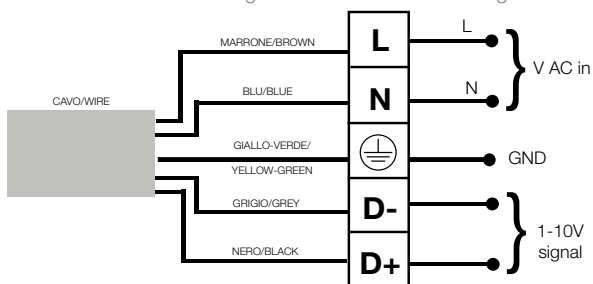 MARRONE/BROWN
L
L
V AC in
CAVO/WIRE
BLU/BLUE
N
N
GIALLO-VERDE/
YELLOW-GREEN
GND
GRIGIO/GREY
D-
1-10V
signal
NERO/BLACK
D+